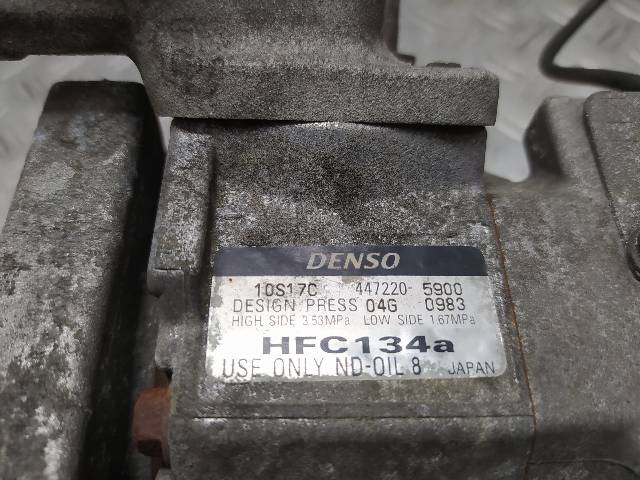 DENSO
10S17C 447220-5900
DESIGN PRESS 04G 0983
HIGH SIDE 3.53MPa LOW SIDE 1.67MPa
HFC134a
USE ONLY ND-OIL 8 JAPAN